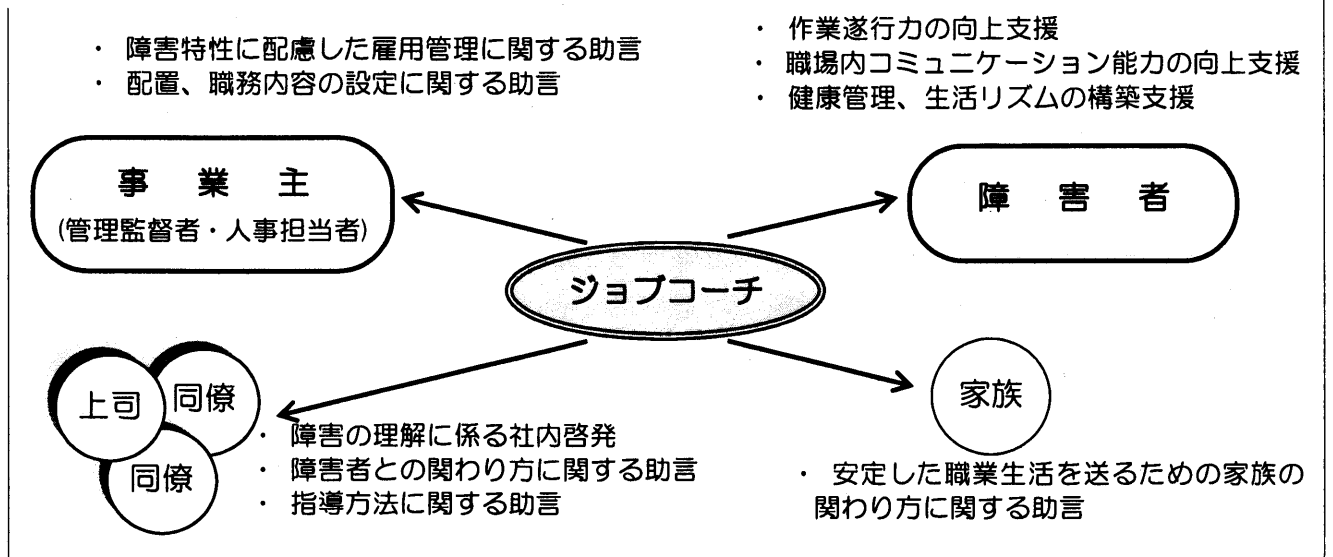 ・ 障害特性に配慮した雇用管理に関する助言
・ 配置、職務内容の設定に関する助言
・ 作業遂行力の向上支援
・ 職場内コミュニケーション能力の向上支援
・ 健康管理、生活リズムの構築支援
事 業 主
(管理監督者・人事担当者)
障 害 者
ジョブコーチ
上司
同僚
同僚
・ 障害の理解に係る社内啓発
・ 障害者との関わり方に関する助言
・ 指導方法に関する助言
家族
・ 安定した職業生活を送るための家族の
関わり方に関する助言